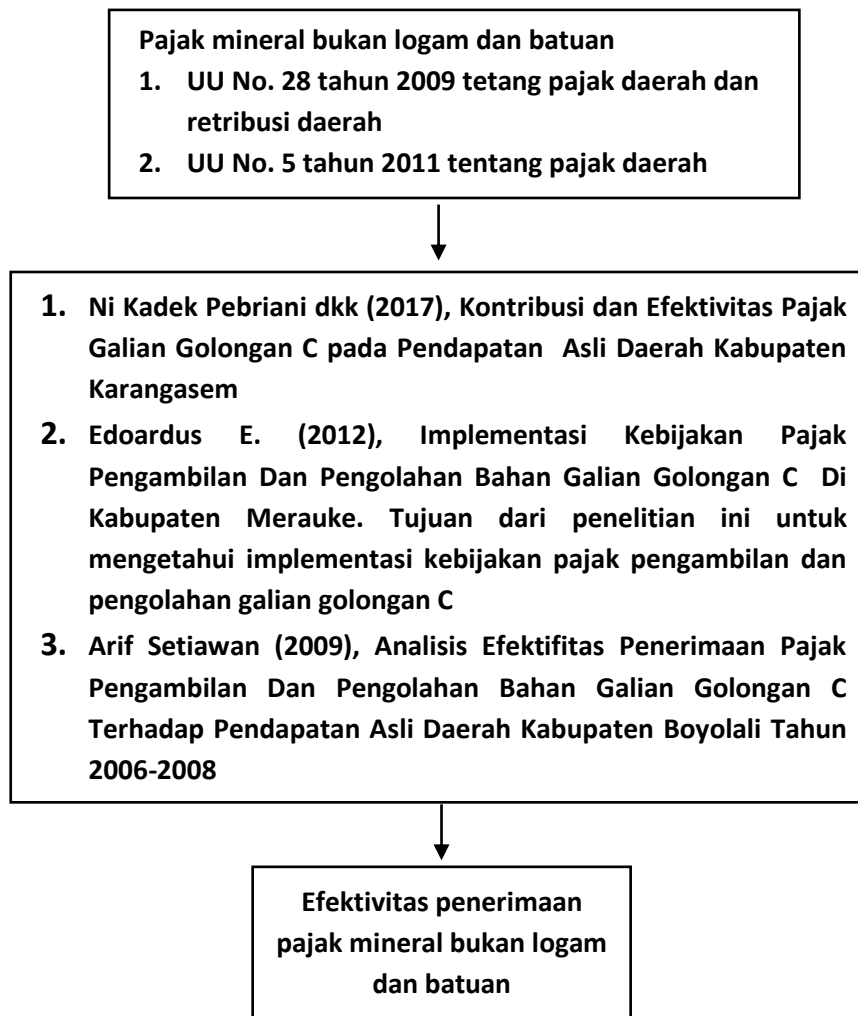 Pajak mineral bukan logam dan batuan
1. UU No. 28 tahun 2009 tetang pajak daerah dan
retribusi daerah
2. UU No. 5 tahun 2011 tentang pajak daerah
1. Ni Kadek Pebriani dkk (2017), Kontribusi dan Efektivitas Pajak
Galian Golongan C pada Pendapatan Asli Daerah Kabupaten
Karangasem
2. Edoardus E. (2012), Implementasi Kebijakan Pajak
Pengambilan Dan Pengolahan Bahan Galian Golongan C Di
Kabupaten Merauke. Tujuan dari penelitian ini untuk
mengetahui implementasi kebijakan pajak pengambilan dan
pengolahan galian golongan C
3. Arif Setiawan (2009), Analisis Efektifitas Penerimaan Pajak
Pengambilan Dan Pengolahan Bahan Galian Golongan C
Terhadap Pendapatan Asli Daerah Kabupaten Boyolali Tahun
2006-2008
Efektivitas penerimaan
pajak mineral bukan logam
dan batuan